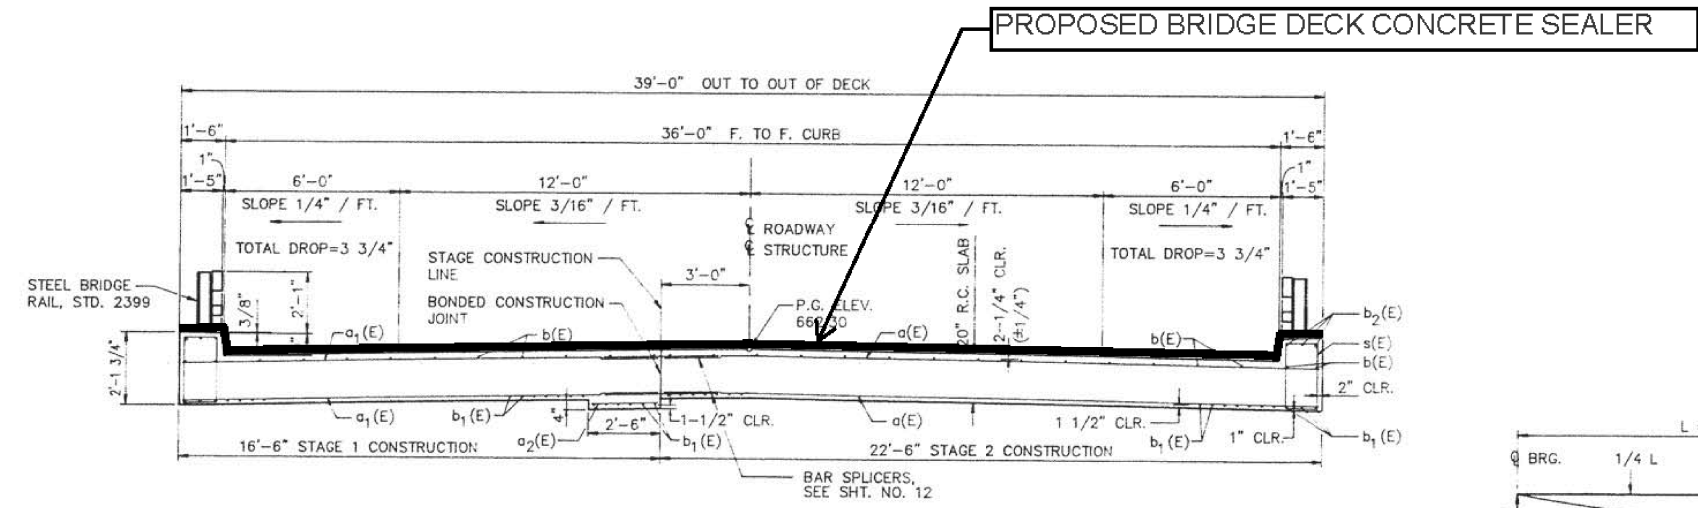 PROPOSED BRIDGE DECK CONCRETE SEALER
39'-0" OUT TO OUT OF DECK
1'-6"
36'-0" F. TO F. CURB
1'-6"
1"
1"
1'-5"
6'-0"
12'-0"
12'-0"
6'-0"
1'-5"
SLOPE 1/4" / FT.
SLOPE 3/16" / FT.
SLOPE 3/16" / FT.
SLOPE 1/4" / FT.
℄ ROADWAY
℄ STRUCTURE
TOTAL DROP=3 3/4"
TOTAL DROP=3 3/4"
STAGE CONSTRUCTION
LINE
3'-0"
20" R.C. SLAB
2-1/4" CLR.
(±1/4")
STEEL BRIDGE
RAIL, STD. 2399
3/8"
2'-1"
BONDED CONSTRUCTION
JOINT
P.G. ELEV.
a1(E)
b(E)
a(E)
b(E)
b2(E)
s(E)
b(E)
2'-1 3/4"
2" CLR.
a1(E)
b1(E)
4"
2'-6"
1-1/2" CLR.
a(E)
1 1/2" CLR.
a2(E)
b1(E)
b1(E)
1" CLR.
b1(E)
16'-6" STAGE 1 CONSTRUCTION
22'-6" STAGE 2 CONSTRUCTION
BAR SPLICERS,
SEE SHT. NO. 12
L
℄ BRG.
1/4 L